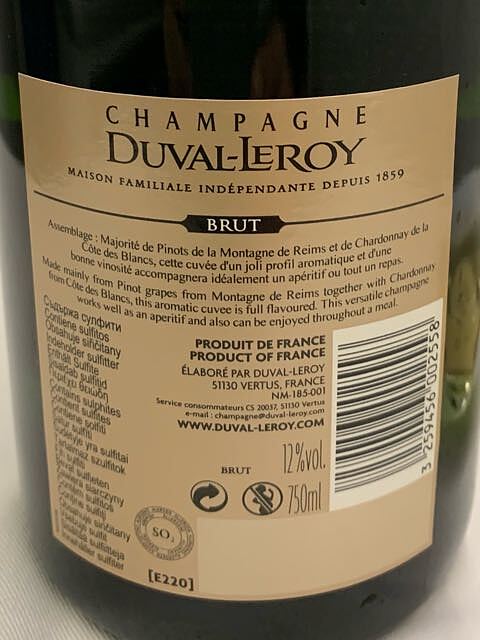 CHAMPAGNE
DUVAL-LEROY
MAISON FAMILIALE INDÉPENDANTE DEPUIS 1859
BRUT
Assemblage : Majorité de Pinots de la Montagne de Reims et de Chardonnay de la
Côte des Blancs, cette cuvée d'un joli profil aromatique et d'une
bonne vinosité accompagnera idéalement un apéritif ou tout un repas.
Made mainly from Pinot grapes from Montagne de Reims together with Chardonnay
from Côte des Blancs, this aromatic cuvee is full flavoured. This versatile champagne
works well as an aperitif and also can be enjoyed throughout a meal.
Съдържа сулфити
Contiene sulfitos
Obsahuje siřičitany
Indeholder sulfitter
Enthält Sulfite
Sisaldab sulfitid
Contains sulphites
Contient sulfites
Contiene solfiti
Satur sulfīti
szulfitok
sulfieten
siarczyny
Contém sulfitos
Contine sulfiti
Obsahuje siričitany
sulfit
sulfiitteja
Innehåller sulfiter
PRODUIT DE FRANCE
PRODUCT OF FRANCE
ÉLABORÉ PAR DUVAL-LEROY
51130 VERTUS, FRANCE
NM-185-001
Service consommateurs CS 20037, 51130 Vertus
e-mail : champagne@duval-leroy.com
WWW.DUVAL-LEROY.COM
3 259456 002558
BRUT
12%vol.
750ml
SO₂
[E220]